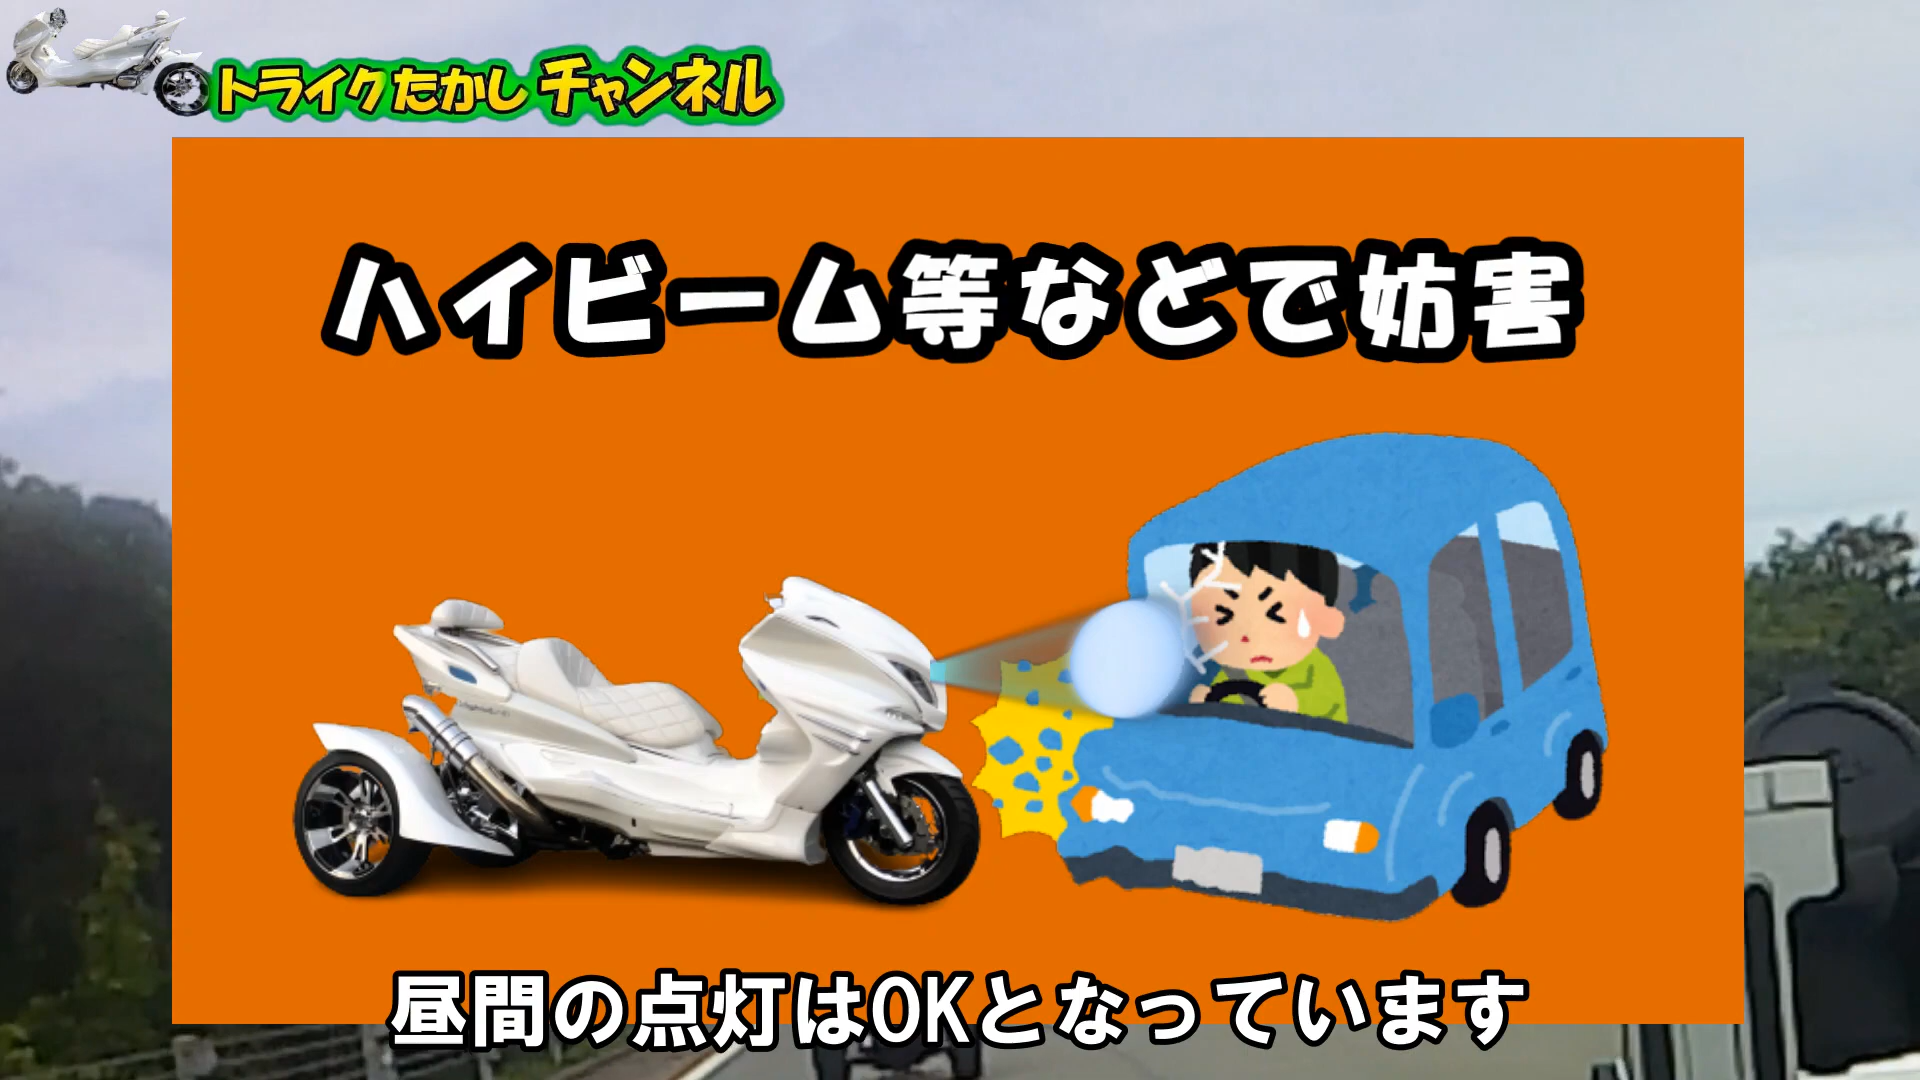 トライクたかしチャンネル
ハイビーム等などで妨害
昼間の点灯はOKとなっています